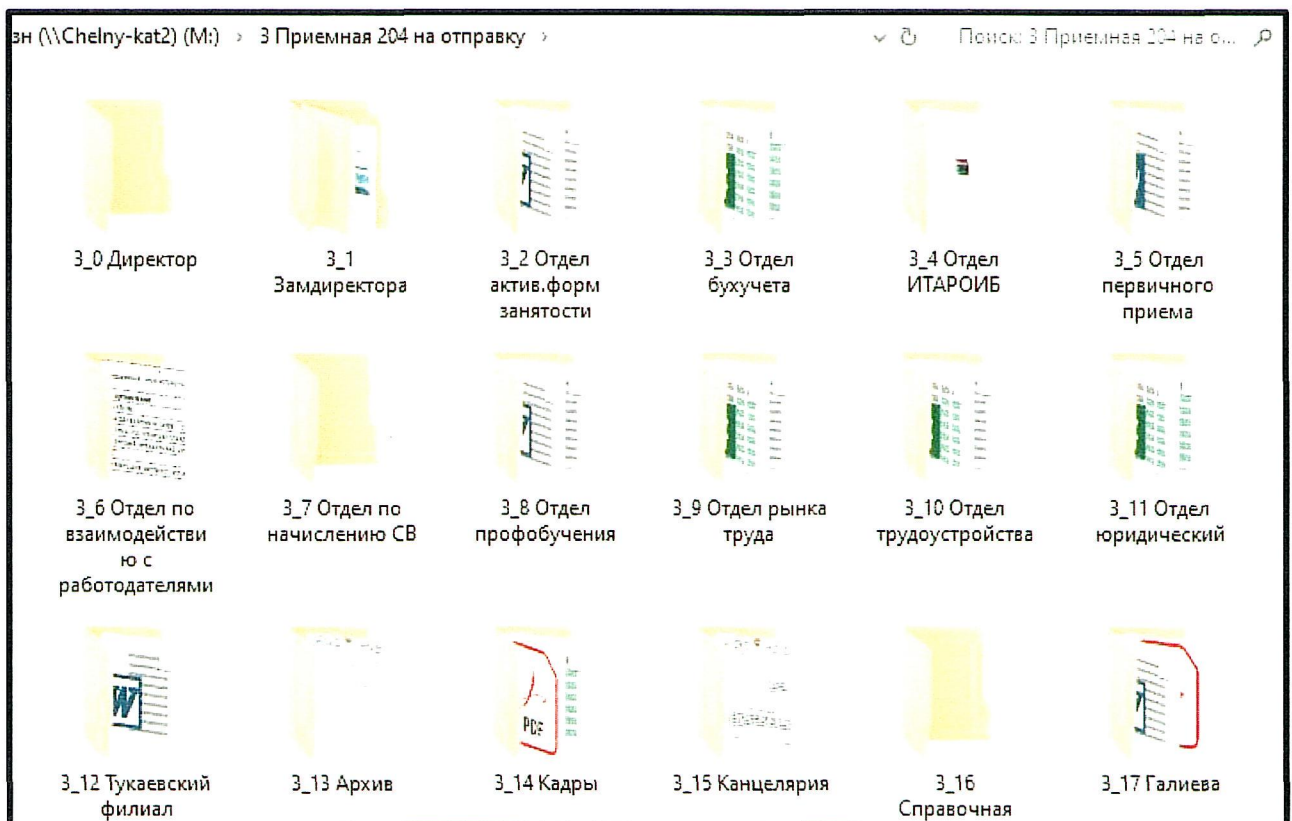 зн (\\Chelny-kat2) (M:) › 3 Приемная 204 на отправку ›
Поиск: 3 Приемная 204 на о...
3_0 Директор
3_1
Замдиректора
3_2 Отдел
актив.форм
занятости
3_3 Отдел
бухучета
3_4 Отдел
ИТАРОИБ
3_5 Отдел
первичного
приема
3_6 Отдел по
взаимодействи
ю с
работодателями
3_7 Отдел по
начислению СВ
3_8 Отдел
профобучения
3_9 Отдел рынка
труда
3_10 Отдел
трудоустройства
3_11 Отдел
юридический
W
PDF
3_12 Тукаевский
филиал
3_13 Архив
3_14 Кадры
3_15 Канцелярия
3_16
Справочная
3_17 Галиева